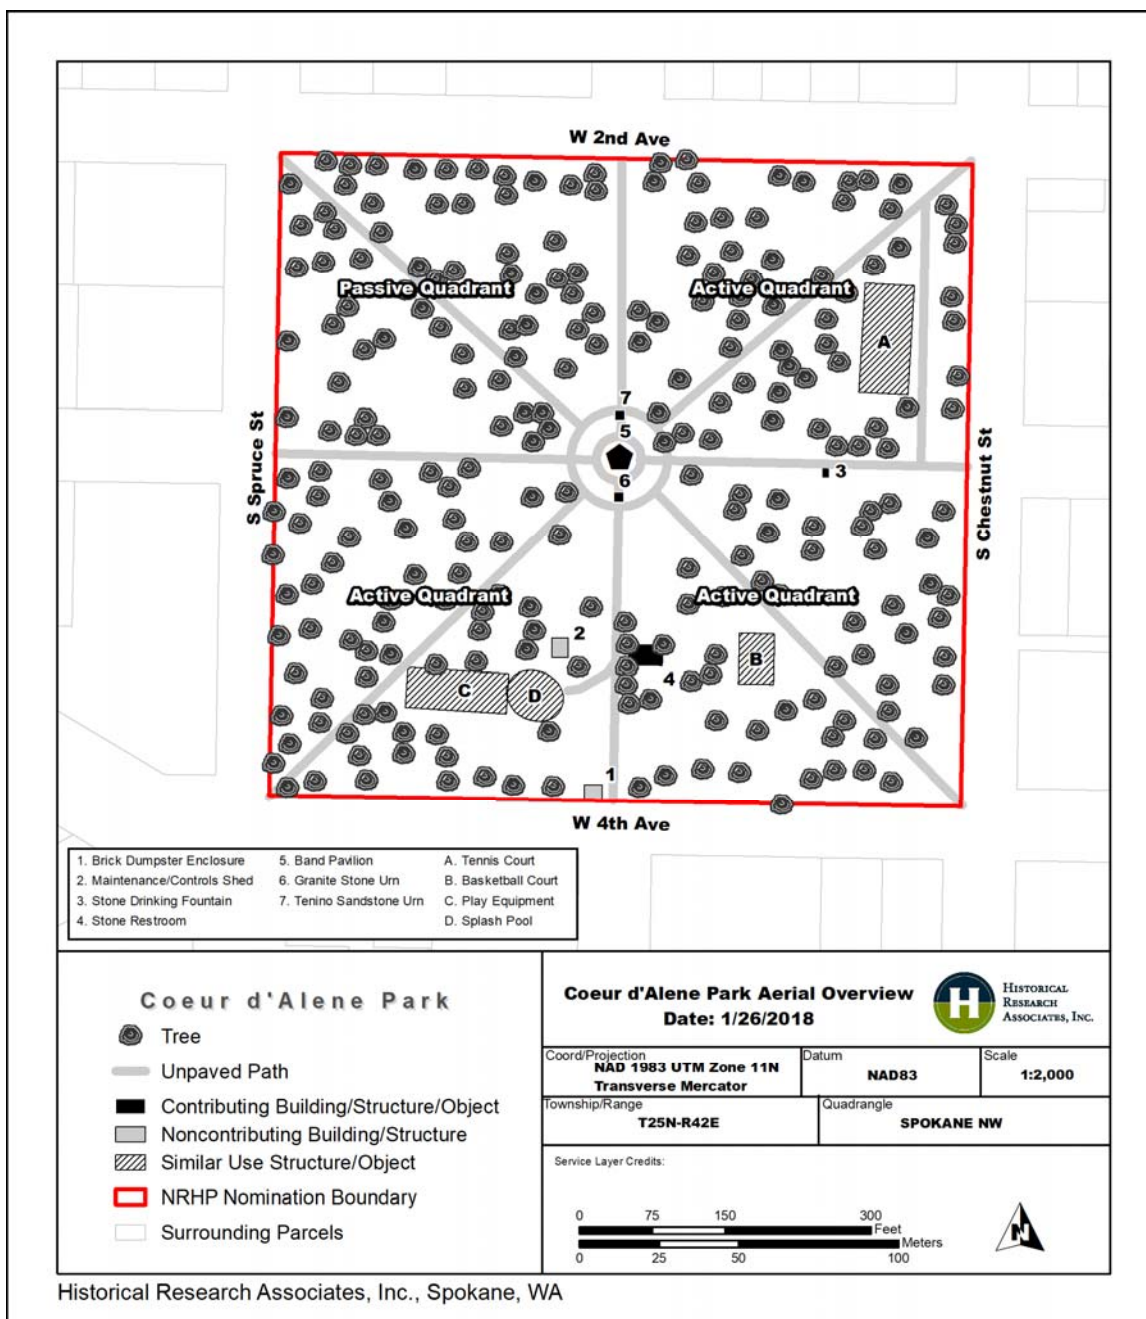 W 2nd Ave
Passive Quadrant
Active Quadrant
A
7
5
S Spruce St
S Chestnut St
3
6
Active Quadrant
Active Quadrant
2
B
4
C
D
1
W 4th Ave
1. Brick Dumpster Enclosure
2. Maintenance/Controls Shed
3. Stone Drinking Fountain
4. Stone Restroom
5. Band Pavilion
6. Granite Stone Urn
7. Tenino Sandstone Urn
A. Tennis Court
B. Basketball Court
C. Play Equipment
D. Splash Pool
Coeur d'Alene Park
Tree
Unpaved Path
Contributing Building/Structure/Object
Noncontributing Building/Structure
Similar Use Structure/Object
NRHP Nomination Boundary
Surrounding Parcels
Coeur d'Alene Park Aerial Overview
Date: 1/26/2018
H
HISTORICAL
RESEARCH
ASSOCIATES, INC.
Coord/Projection
NAD 1983 UTM Zone 11N
Transverse Mercator
Datum
NAD83
Scale
1:2,000
Township/Range
T25N-R42E
Quadrangle
SPOKANE NW
Service Layer Credits:
0 75 150 300
Feet
Meters
0 25 50 100
N
Historical Research Associates, Inc., Spokane, WA